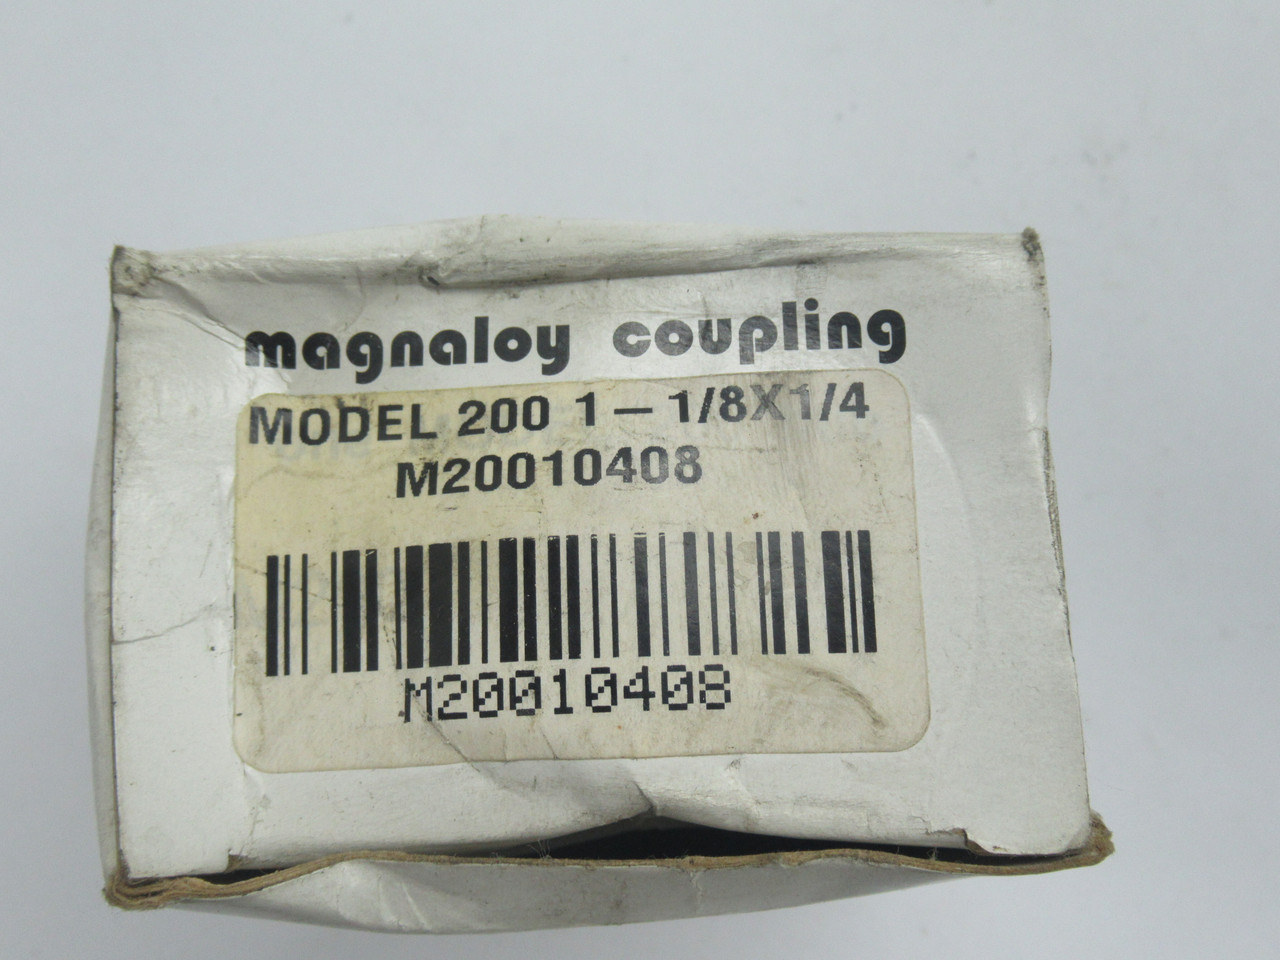 magnaloy coupling
MODEL 200 1 — 1/8X1/4
M20010408
M20010408